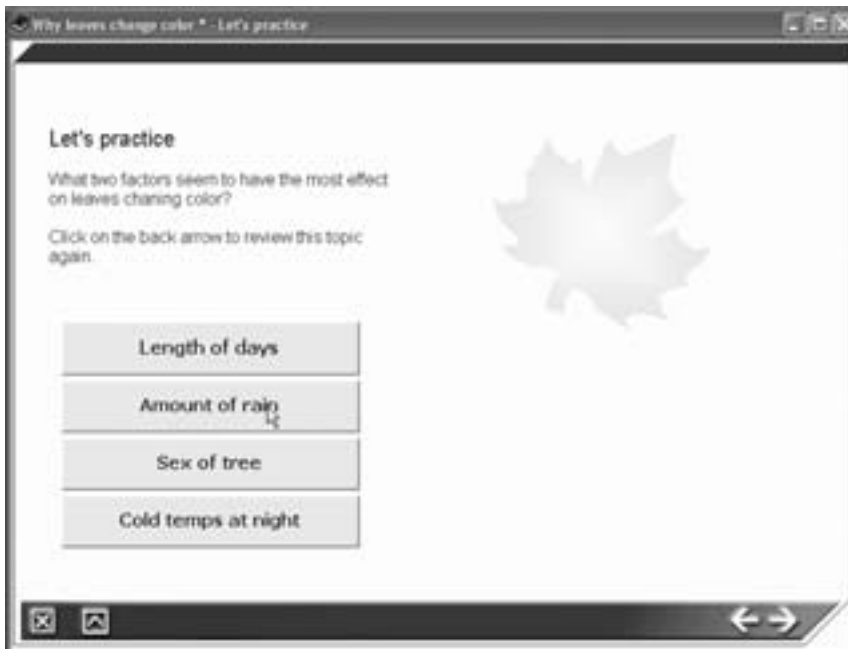 Why leaves change color * - Let's practice
Let's practice
What two factors seem to have the most effect
on leaves chaning color?
Click on the back arrow to review this topic
again.
Length of days
Amount of rain
Sex of tree
Cold temps at night